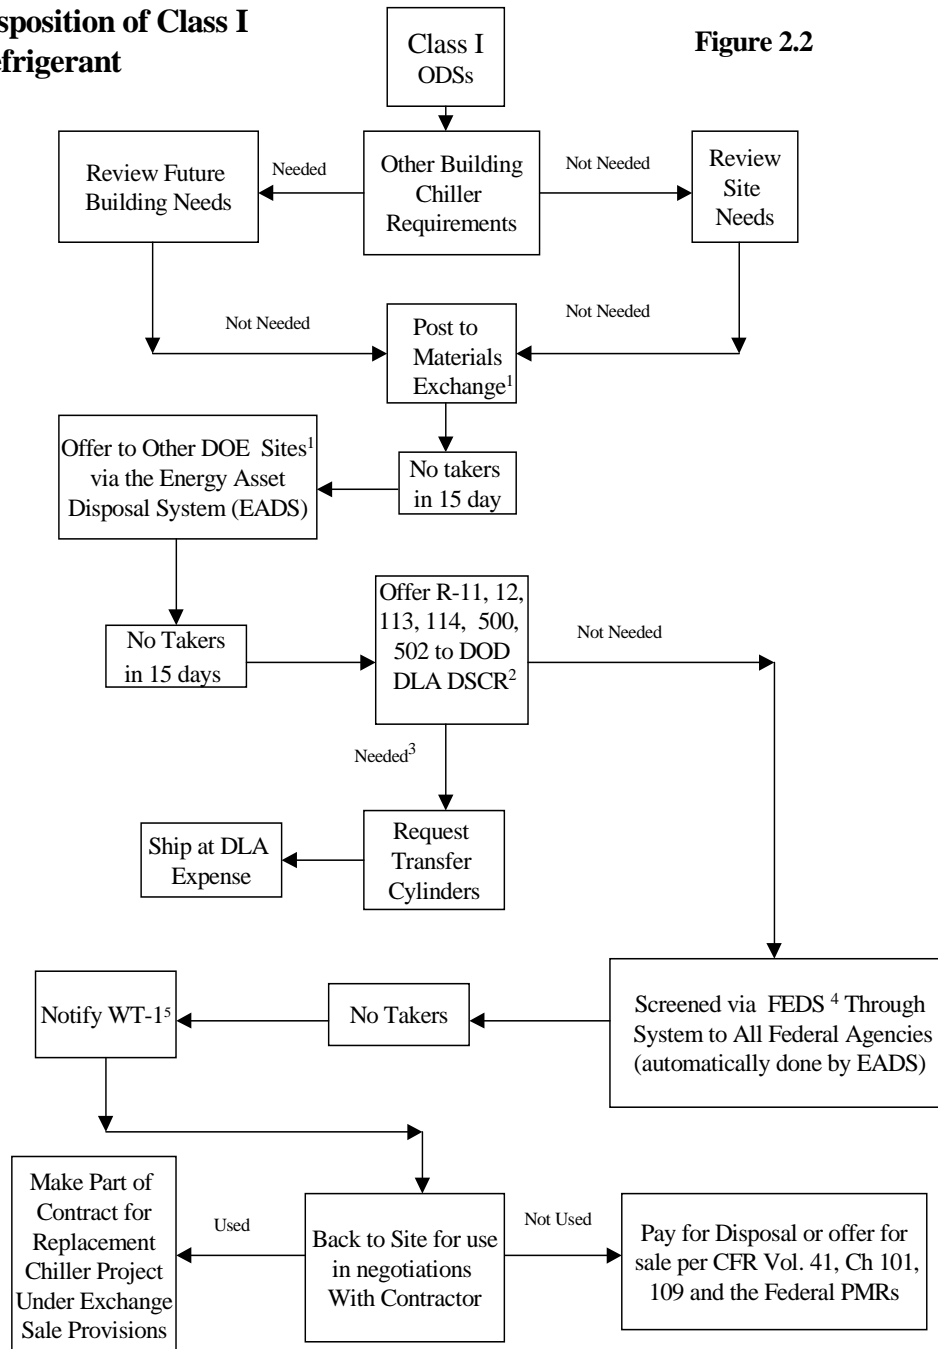 sposition of Class I
efrigerant
Figure 2.2
Class I
ODSs
Review Future
Building Needs
Needed
Other Building
Chiller
Requirements
Not Needed
Review
Site
Needs
Not Needed
Post to
Materials
Exchange1
Not Needed
Offer to Other DOE Sites1
via the Energy Asset
Disposal System (EADS)
No takers
in 15 day
No Takers
in 15 days
Offer R-11, 12,
113, 114, 500,
502 to DOD
DLA DSCR2
Not Needed
Needed3
Ship at DLA
Expense
Request
Transfer
Cylinders
Notify WT-15
No Takers
Screened via FEDS 4 Through
System to All Federal Agencies
(automatically done by EADS)
Make Part of
Contract for
Replacement
Chiller Project
Under Exchange
Sale Provisions
Used
Back to Site for use
in negotiations
With Contractor
Not Used
Pay for Disposal or offer for
sale per CFR Vol. 41, Ch 101,
109 and the Federal PMRs